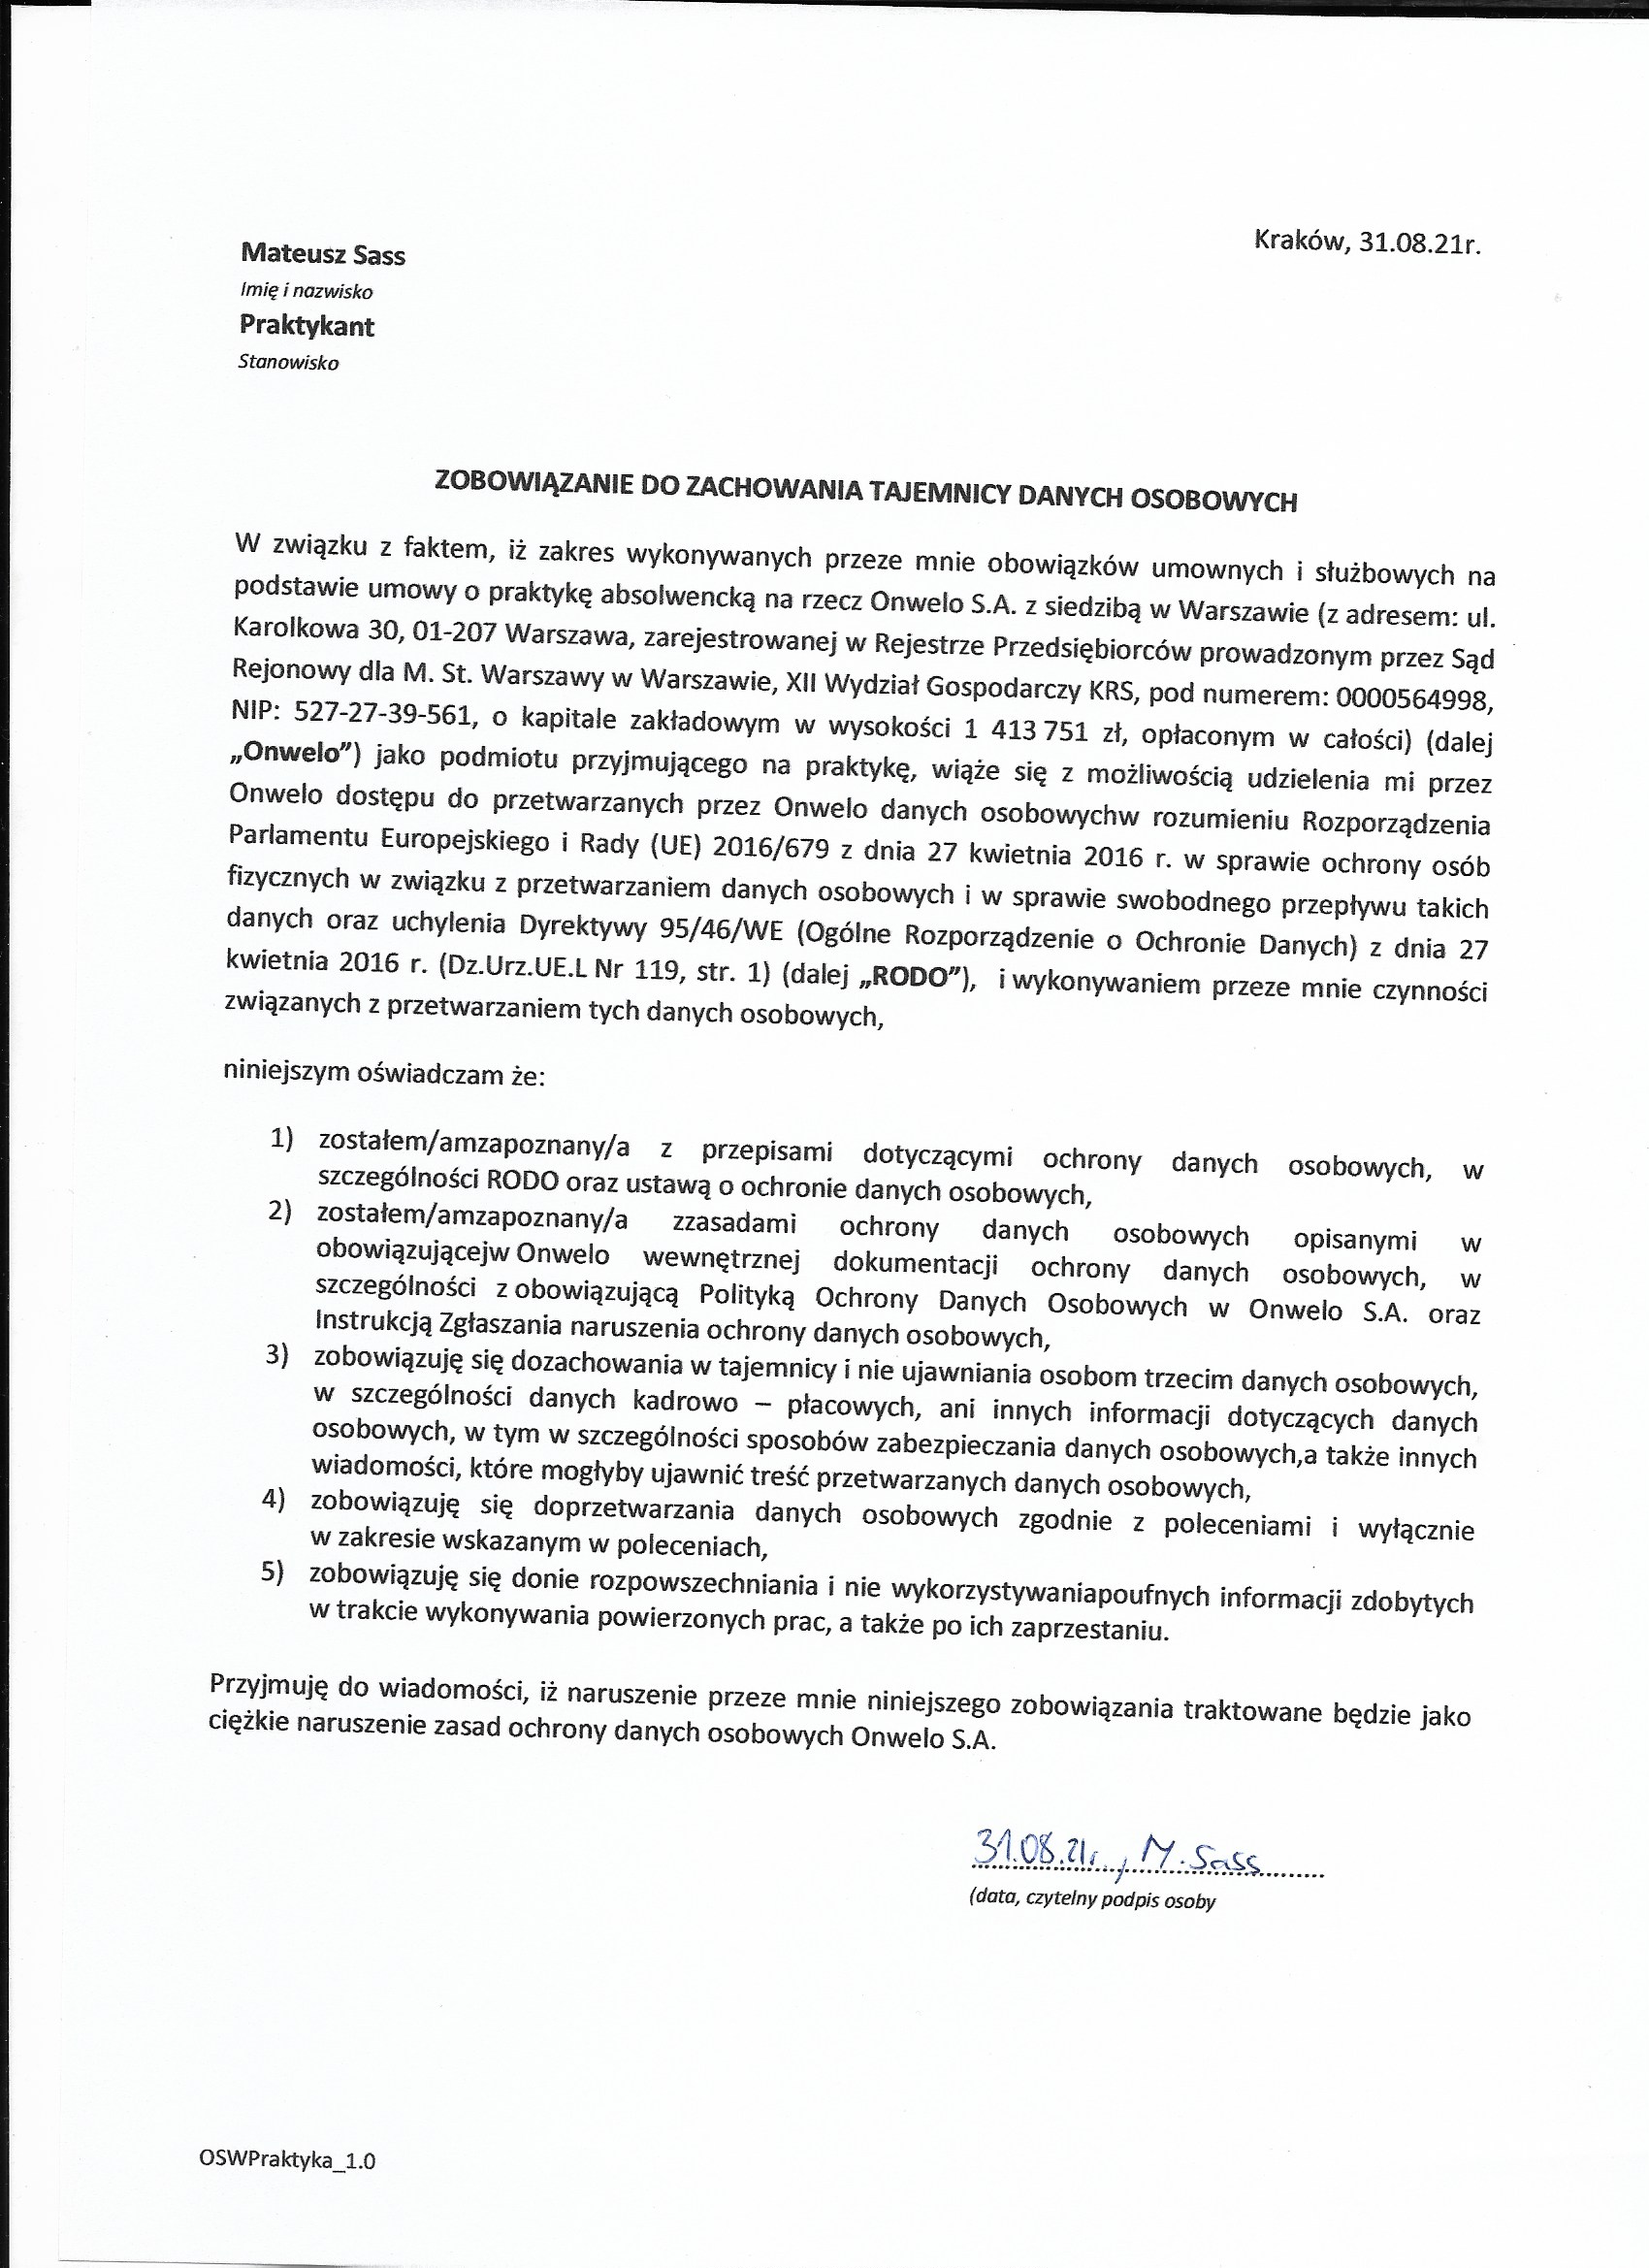 Kraków, 31.08.21r.
Mateusz Sass
Imię i nazwisko
Praktykant
Stanowisko
ZOBOWIĄZANIE DO ZACHOWANIA TAJEMNICY DANYCH OSOBOWYCH
W związku z faktem, iż zakres wykonywanych przeze mnie obowiązków umownych i służbowych na
podstawie umowy o praktykę absolwencką na rzecz Onwelo S.A. z siedzibą w Warszawie (z adresem: ul.
Karolkowa 30, 01-207 Warszawa, zarejestrowanej w Rejestrze Przedsiębiorców prowadzonym przez Sąd
Rejonowy dla M. St. Warszawy w Warszawie, XII Wydział Gospodarczy KRS, pod numerem: 0000564998,
NIP: 527-27-39-561, o kapitale zakładowym w wysokości 1 413 751 zł, opłaconym w całości) (dalej
„Onwelo”) jako podmiotu przyjmującego na praktykę, wiąże się z możliwością udzielenia mi przez
Onwelo dostępu do przetwarzanych przez Onwelo danych osobowychw rozumieniu Rozporządzenia
Parlamentu Europejskiego i Rady (UE) 2016/679 z dnia 27 kwietnia 2016 r. w sprawie ochrony osób
fizycznych w związku z przetwarzaniem danych osobowych i w sprawie swobodnego przepływu takich
danych oraz uchylenia Dyrektywy 95/46/WE (Ogólne Rozporządzenie o Ochronie Danych) z dnia 27
kwietnia 2016 r. (Dz.Urz.UE.L Nr 119, str. 1) (dalej „RODO”), i wykonywaniem przeze mnie czynności
związanych z przetwarzaniem tych danych osobowych,
niniejszym oświadczam że:
1) zostałem/amzapoznany/a z przepisami dotyczącymi ochrony danych osobowych, w
szczególności RODO oraz ustawą o ochronie danych osobowych,
2) zostałem/amzapoznany/a zzasadami ochrony danych osobowych opisanymi w
obowiązującejw Onwelo wewnętrznej dokumentacji ochrony danych osobowych, w
szczególności z obowiązującą Polityką Ochrony Danych Osobowych w Onwelo S.A. oraz
Instrukcją Zgłaszania naruszenia ochrony danych osobowych,
3) zobowiązuję się dozachowania w tajemnicy i nie ujawniania osobom trzecim danych osobowych,
w szczególności danych kadrowo – płacowych, ani innych informacji dotyczących danych
osobowych, w tym w szczególności sposobów zabezpieczania danych osobowych,a także innych
wiadomości, które mogłyby ujawnić treść przetwarzanych danych osobowych,
4) zobowiązuję się doprzetwarzania danych osobowych zgodnie z poleceniami i wyłącznie
w zakresie wskazanym w poleceniach,
5) zobowiązuję się donie rozpowszechniania i nie wykorzystywaniapoufnych informacji zdobytych
w trakcie wykonywania powierzonych prac, a także po ich zaprzestaniu.
Przyjmuję do wiadomości, iż naruszenie przeze mnie niniejszego zobowiązania traktowane będzie jako
ciężkie naruszenie zasad ochrony danych osobowych Onwelo S.A.
31.08.21r., M. Sass
(data, czytelny podpis osoby
OSWPraktyka_1.0